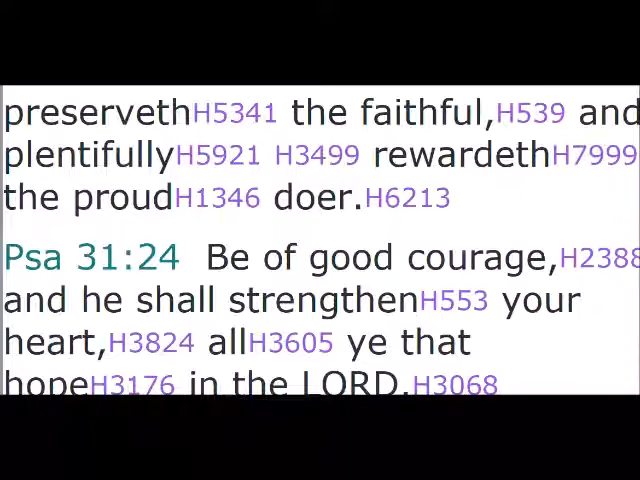 preservethH5341 the faithful,H539 and
plentifullyH5921 H3499 rewardethH7999
the proudH1346 doer.H6213
Psa 31:24 Be of good courage,H2388
and he shall strengthenH553 your
heart,H3824 allH3605 ye that
hopeH3176 in the LORD.H3068